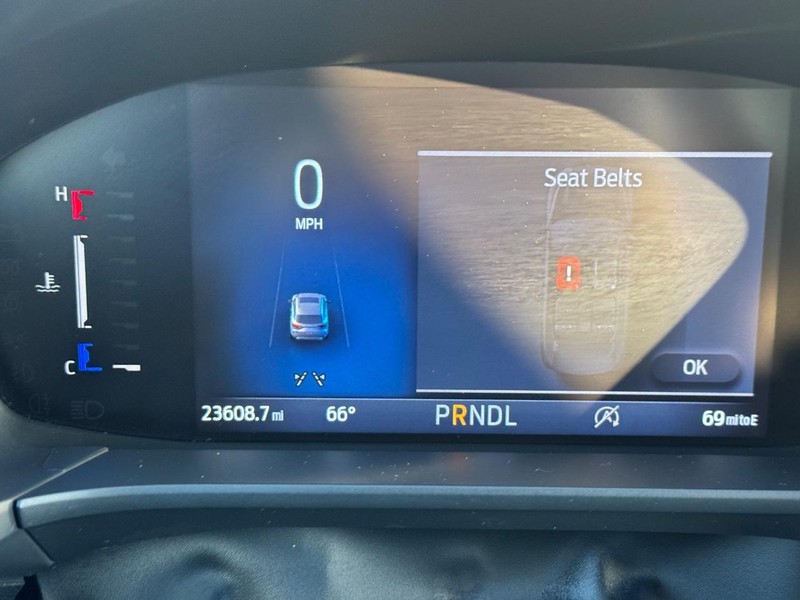 Seat Belts
H
0
MPH
!
C
OK
23608.7 mi 66° PRNDL 69 mi to E